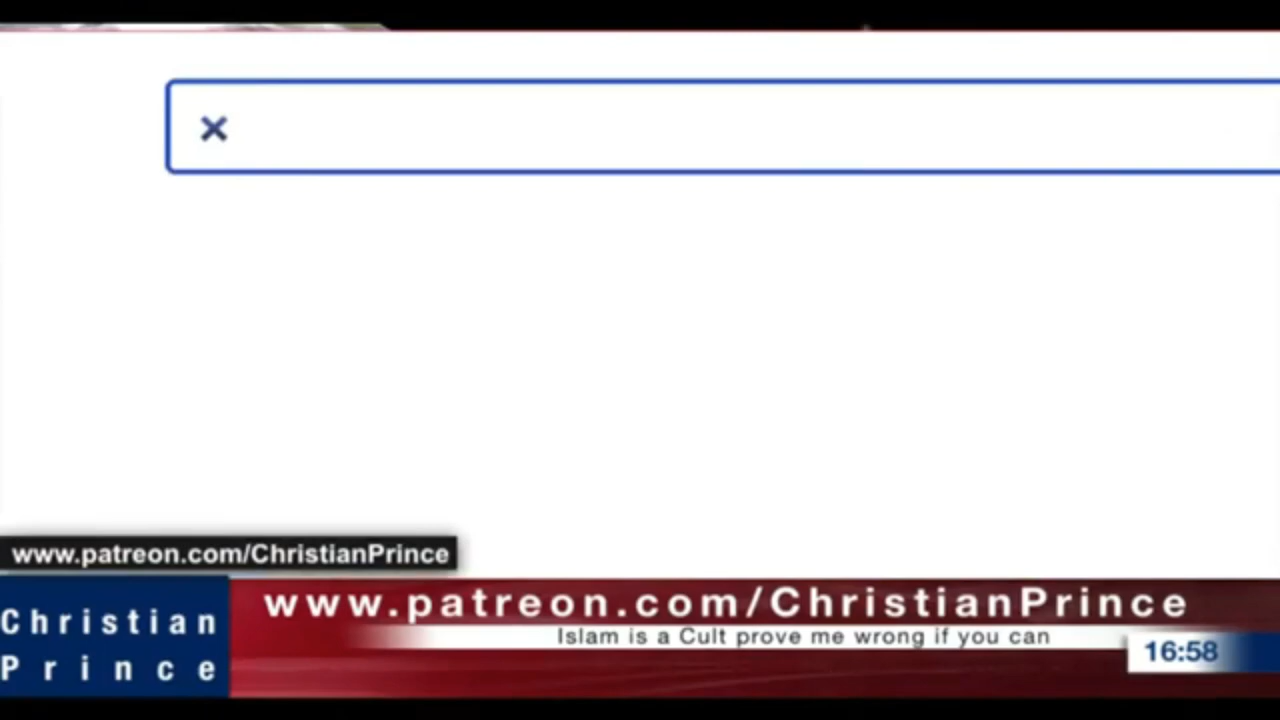 www.patreon.com/ChristianPrince
Christian
Prince
www.patreon.com/ChristianPrince
Islam is a Cult prove me wrong if you can
16:58